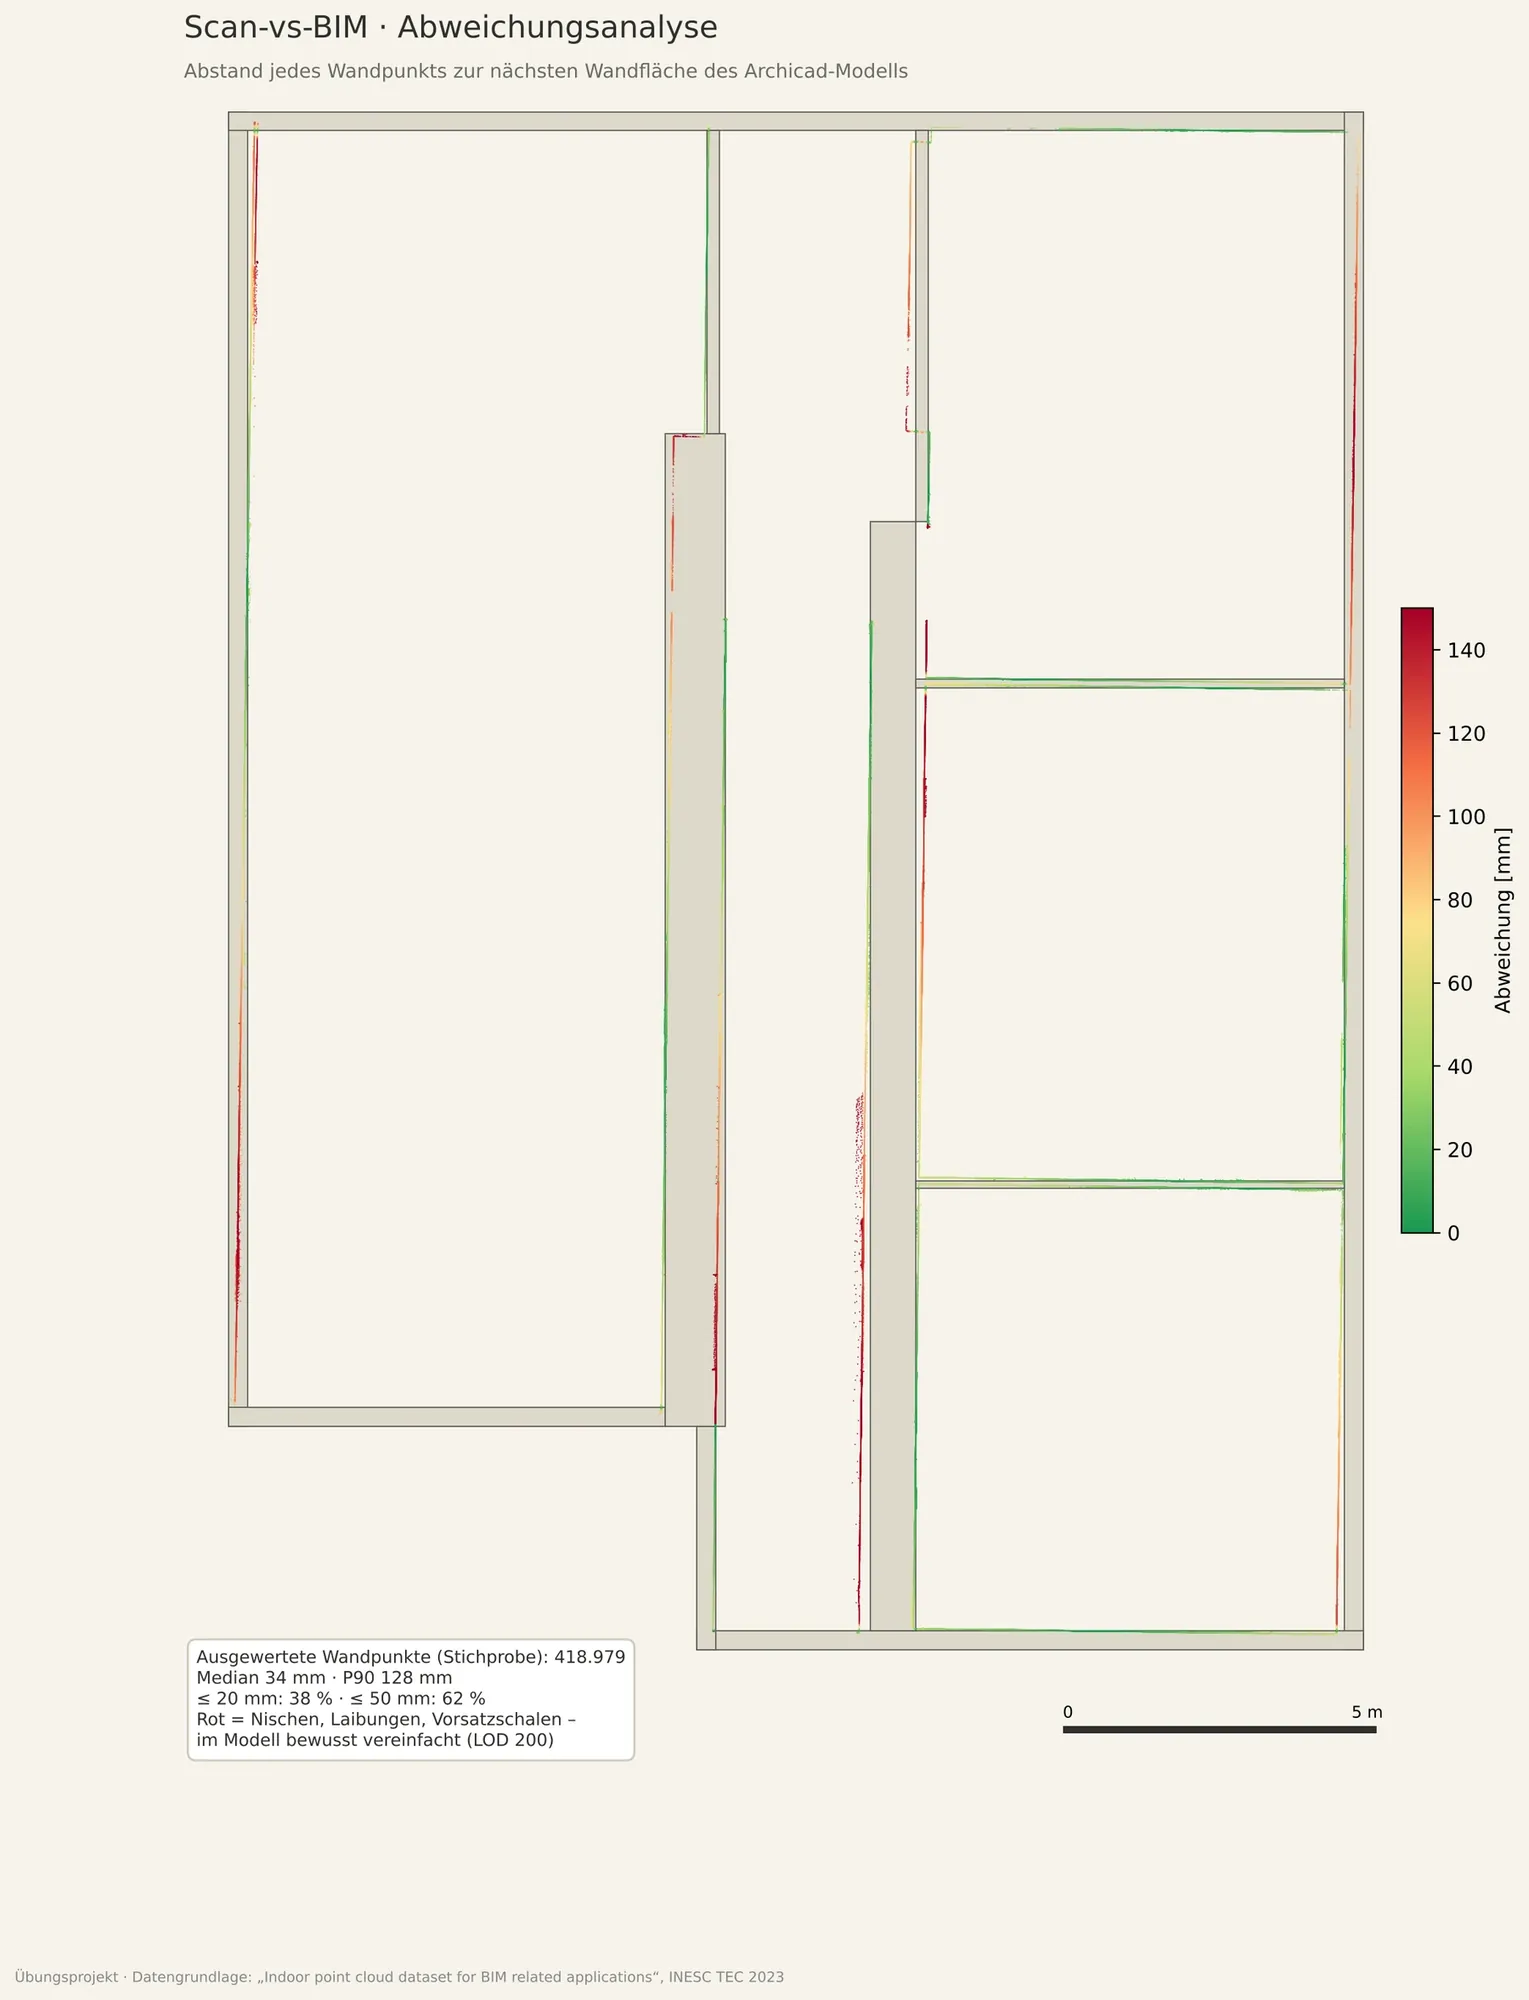 Scan-vs-BIM · Abweichungsanalyse
Abstand jedes Wandpunkts zur nächsten Wandfläche des Archicad-Modells
140
120
100
80
60
40
20
0
Abweichung [mm]
Ausgewertete Wandpunkte (Stichprobe): 418.979
Median 34 mm · P90 128 mm
≤ 20 mm: 38 % · ≤ 50 mm: 62 %
Rot = Nischen, Laibungen, Vorsatzschalen –
im Modell bewusst vereinfacht (LOD 200)
0 5 m
Übungsprojekt · Datengrundlage: „Indoor point cloud dataset for BIM related applications“, INESC TEC 2023